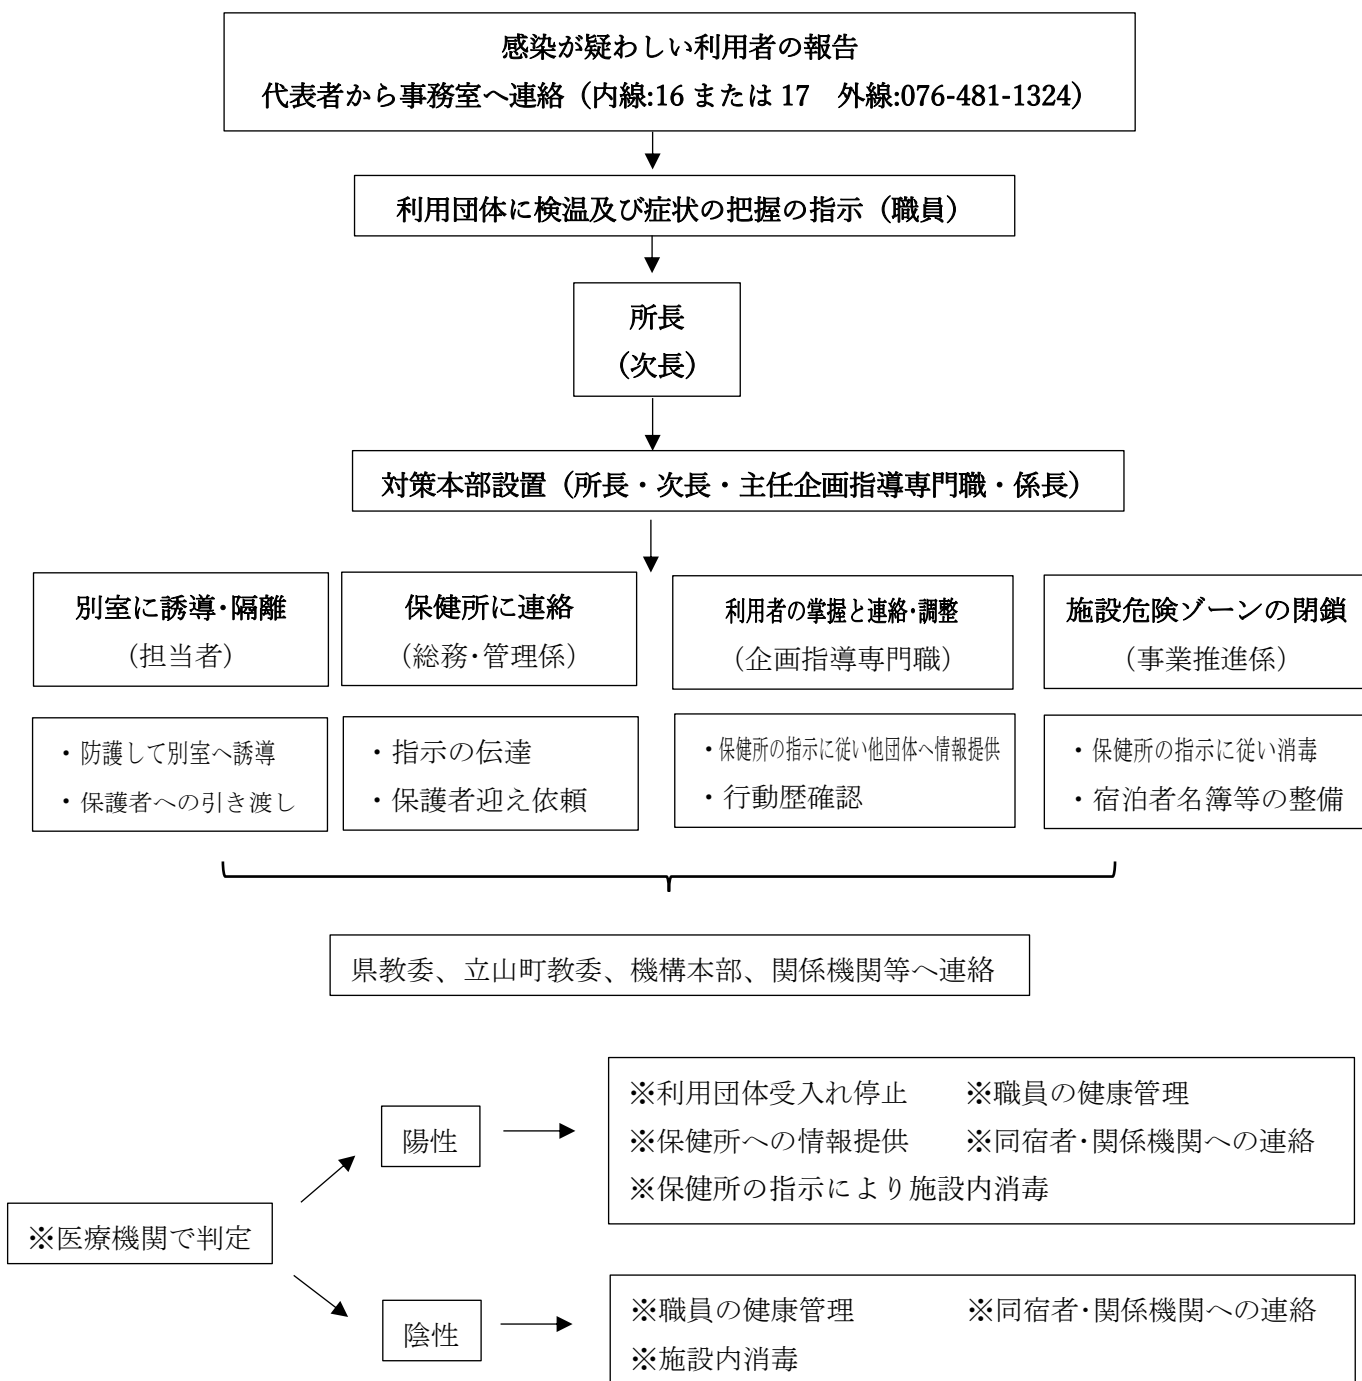 感染が疑わしい利用者の報告
代表者から事務室へ連絡（内線:16 または 17　外線:076-481-1324）
利用団体に検温及び症状の把握の指示（職員）
所長
（次長）
対策本部設置（所長・次長・主任企画指導専門職・係長）
別室に誘導･隔離
（担当者）
保健所に連絡
（総務･管理係）
利用者の掌握と連絡･調整
（企画指導専門職）
施設危険ゾーンの閉鎖
（事業推進係）
・防護して別室へ誘導
・保護者への引き渡し
・指示の伝達
・保護者迎え依頼
・保健所の指示に従い他団体へ情報提供
・行動歴確認
・保健所の指示に従い消毒
・宿泊者名簿等の整備
県教委、立山町教委、機構本部、関係機関等へ連絡
※医療機関で判定
陽性
※利用団体受入れ停止　　※職員の健康管理
※保健所への情報提供　　※同宿者･関係機関への連絡
※保健所の指示により施設内消毒
陰性
※職員の健康管理　　※同宿者･関係機関への連絡
※施設内消毒